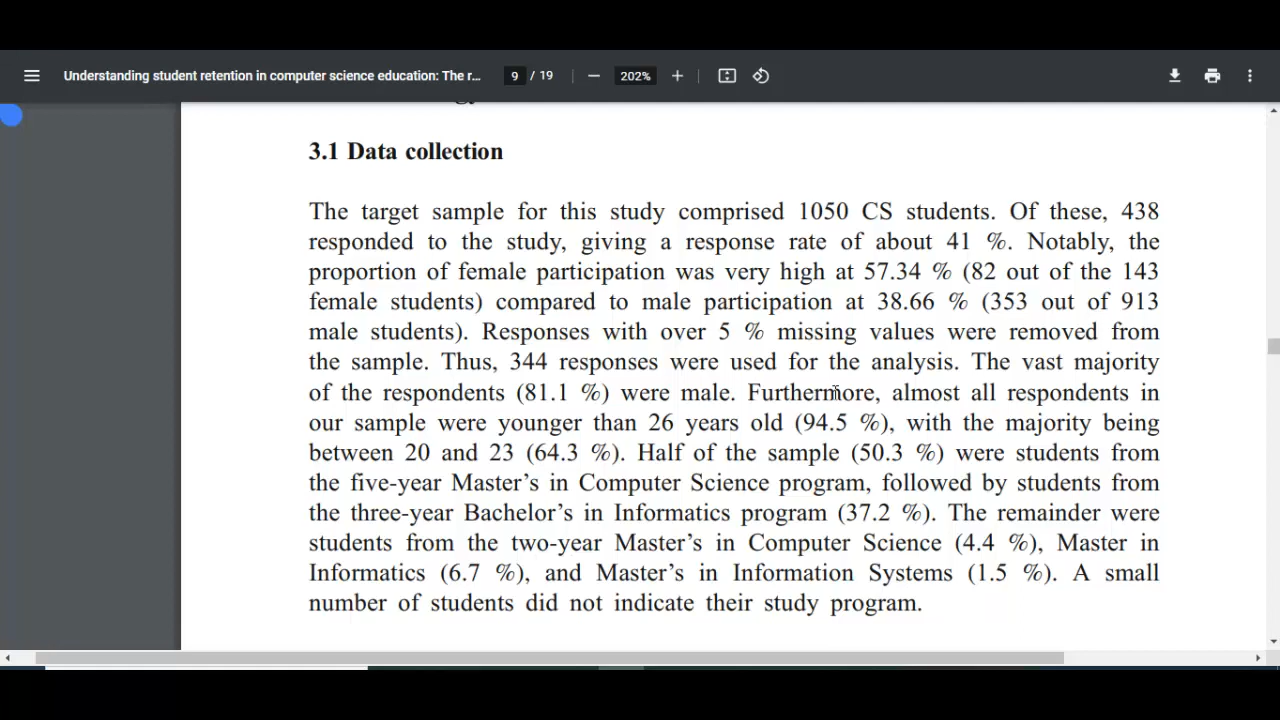 Understanding student retention in computer science education: The r...
9 / 19
202%
3.1 Data collection
The target sample for this study comprised 1050 CS students. Of these, 438
responded to the study, giving a response rate of about 41 %. Notably, the
proportion of female participation was very high at 57.34 % (82 out of the 143
female students) compared to male participation at 38.66 % (353 out of 913
male students). Responses with over 5 % missing values were removed from
the sample. Thus, 344 responses were used for the analysis. The vast majority
of the respondents (81.1 %) were male. Furthermore, almost all respondents in
our sample were younger than 26 years old (94.5 %), with the majority being
between 20 and 23 (64.3 %). Half of the sample (50.3 %) were students from
the five-year Master's in Computer Science program, followed by students from
the three-year Bachelor's in Informatics program (37.2 %). The remainder were
students from the two-year Master's in Computer Science (4.4 %), Master in
Informatics (6.7 %), and Master's in Information Systems (1.5 %). A small
number of students did not indicate their study program.